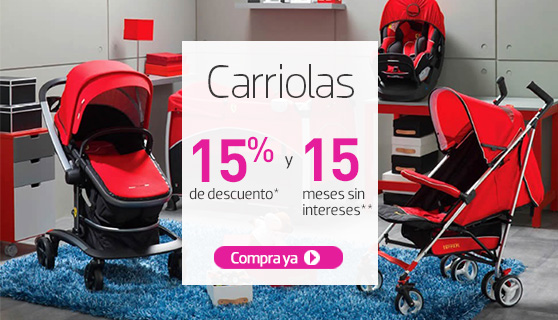 Carriolas
15% y 15
de descuento* meses sin
intereses**
Compra ya